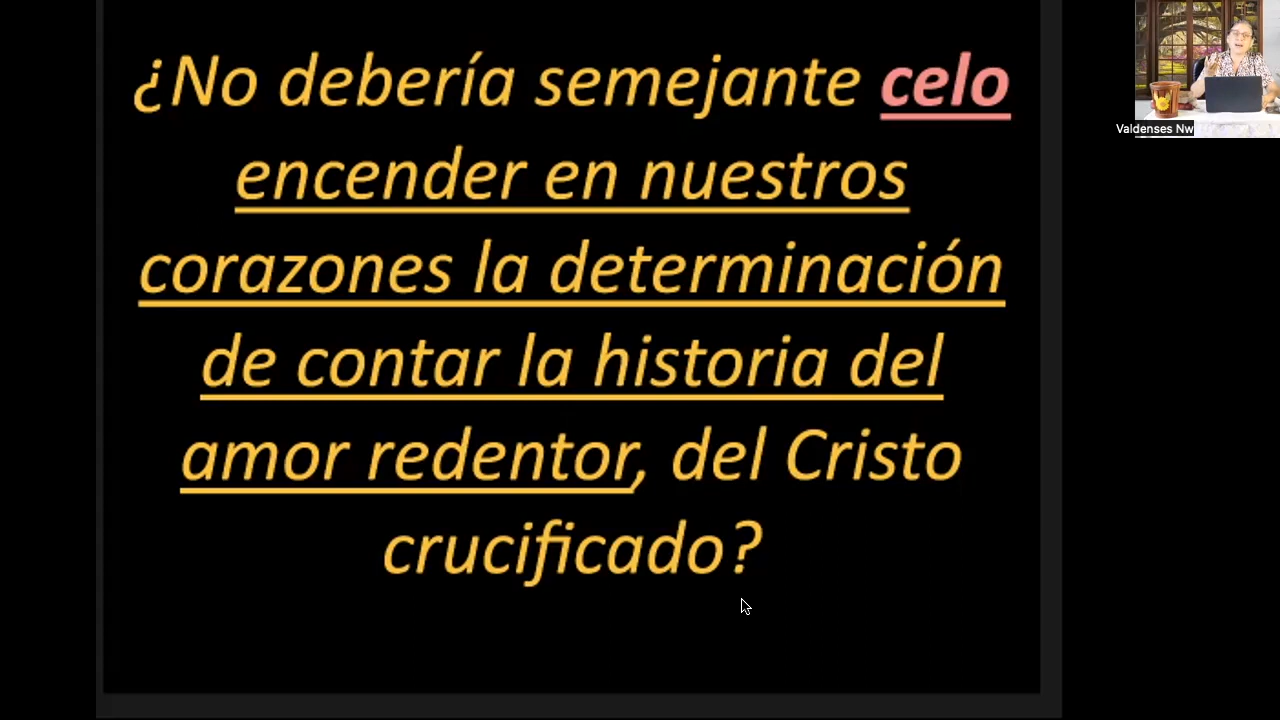 ¿No debería semejante celo
encender en nuestros
corazones la determinación
de contar la historia del
amor redentor, del Cristo
crucificado?
Valdenses Nw